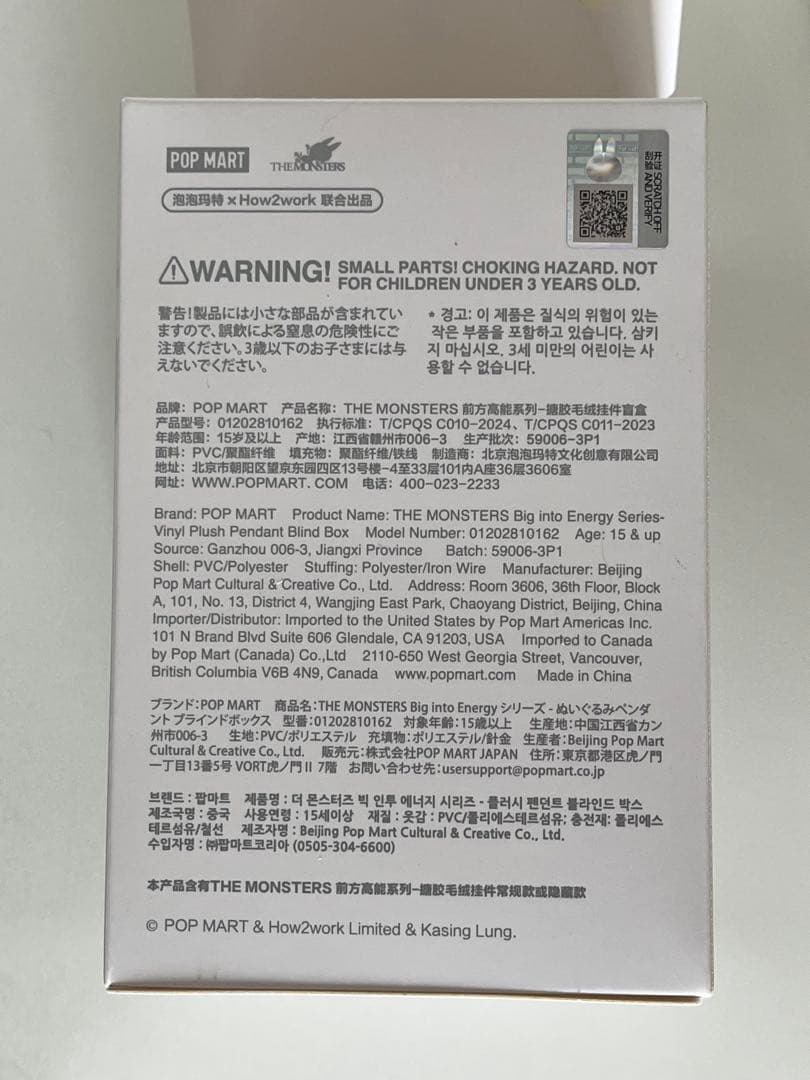 POP MART
THE MONSTERS
泡泡玛特×How2work 联合出品
刮开验证
SCRATCH OFF
AND VERIFY
WARNING! SMALL PARTS! CHOKING HAZARD. NOT
FOR CHILDREN UNDER 3 YEARS OLD.
警告!製品には小さな部品が含まれてい
ますので、誤飲による窒息の危険性にご
注意ください。3歳以下のお子さまには与
えないでください。
* 경고: 이 제품은 질식의 위험이 있는
작은 부품을 포함하고 있습니다. 삼키
지 마십시오. 3세 미만의 어린이는 사
용할 수 없습니다.
品牌: POP MART 产品名称: THE MONSTERS 前方高能系列-搪胶毛绒挂件盲盒
产品型号: 01202810162 执行标准: T/CPQS C010-2024、T/CPQS C011-2023
年龄范围: 15岁及以上 产地: 江西省赣州市006-3 生产批次: 59006-3P1
面料: PVC/聚酯纤维 填充物: 聚酯纤维/铁线 制造商: 北京泡泡玛特文化创意有限公司
地址: 北京市朝阳区望京东园四区13号楼-4至33层101内A座36层3606室
网址: WWW.POPMART. COM 电话: 400-023-2233
Brand: POP MART Product Name: THE MONSTERS Big into Energy Series-
Vinyl Plush Pendant Blind Box Model Number: 01202810162 Age: 15 & up
Source: Ganzhou 006-3, Jiangxi Province Batch: 59006-3P1
Shell: PVC/Polyester Stuffing: Polyester/Iron Wire Manufacturer: Beijing
Pop Mart Cultural & Creative Co., Ltd. Address: Room 3606, 36th Floor, Block
A, 101, No. 13, District 4, Wangjing East Park, Chaoyang District, Beijing, China
Importer/Distributor: Imported to the United States by Pop Mart Americas Inc.
101 N Brand Blvd Suite 606 Glendale, CA 91203, USA Imported to Canada
by Pop Mart (Canada) Co.,Ltd 2110-650 West Georgia Street, Vancouver,
British Columbia V6B 4N9, Canada www.popmart.com Made in China
ブランド:POP MART 商品名:THE MONSTERS Big into Energy シリーズ - ぬいぐるみペンダ
ント ブラインドボックス 型番:01202810162 対象年齢:15歳以上 生産地:中国江西省カン
州市006-3 生地:PVC/ポリエステル 充填物:ポリエステル/針金 生産者:Beijing Pop Mart
Cultural & Creative Co., Ltd. 販売元:株式会社POP MART JAPAN 住所:東京都港区虎ノ門
一丁目13番5号 VORT虎ノ門Ⅱ 7階 お問い合わせ先:usersupport@popmart.co.jp
브랜드 : 팝마트 제품명 : 더 몬스터즈 빅 인투 에너지 시리즈 - 플러시 펜던트 블라인드 박스
제조국명 : 중국 사용연령 : 15세이상 재질 : 옷감 : PVC/폴리에스테르섬유; 충전재: 폴리에스
테르섬유/철선 제조자명 : Beijing Pop Mart Cultural & Creative Co., Ltd.
수입자명 : ㈜팝마트코리아 (0505-304-6600)
本产品含有THE MONSTERS 前方高能系列-搪胶毛绒挂件常规款或隐藏款
© POP MART & How2work Limited & Kasing Lung.